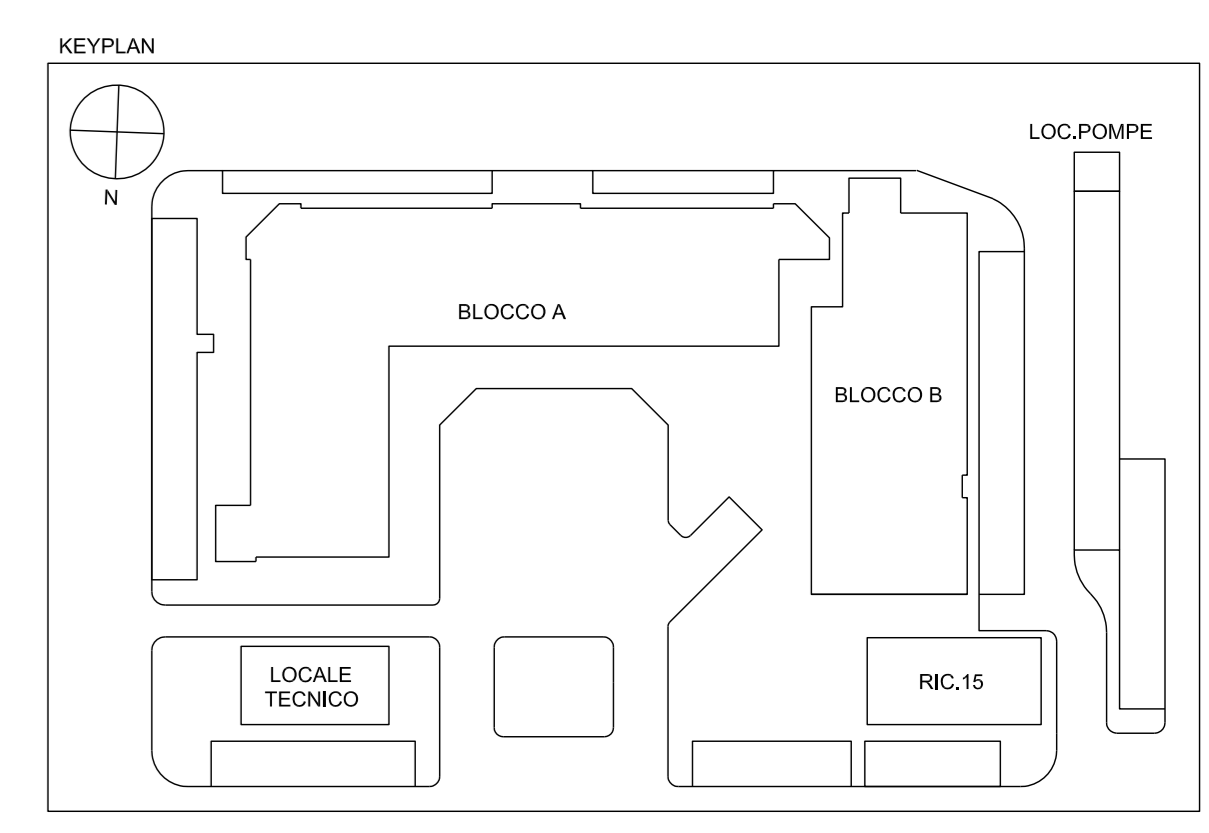 KEYPLAN
LOC.POMPE
N
BLOCCO A
BLOCCO B
LOCALE
TECNICO
RIC.15